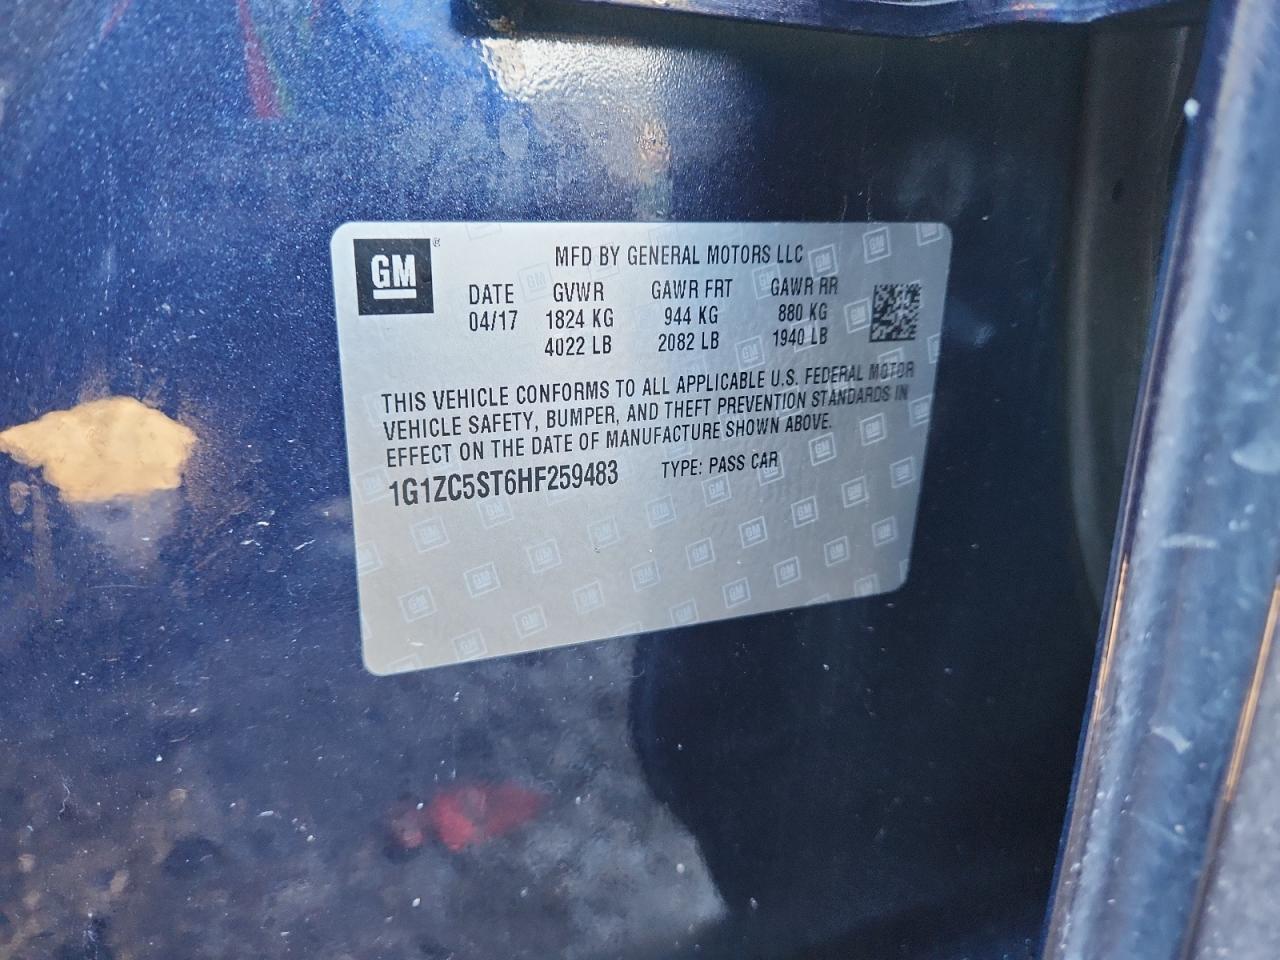 GM ®
MFD BY GENERAL MOTORS LLC
DATE GVWR GAWR FRT GAWR RR
04/17 1824 KG 944 KG 880 KG
4022 LB 2082 LB 1940 LB
THIS VEHICLE CONFORMS TO ALL APPLICABLE U.S. FEDERAL MOTOR
VEHICLE SAFETY, BUMPER, AND THEFT PREVENTION STANDARDS IN
EFFECT ON THE DATE OF MANUFACTURE SHOWN ABOVE.
1G1ZC5ST6HF259483 TYPE: PASS CAR